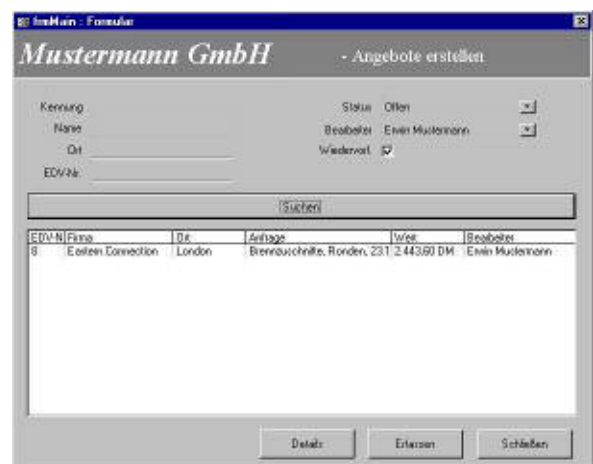 frmMain : Formular
Mustermann GmbH - Angebote erstellen
Kennung
Name
Ort
EDV-Nr.
Status Offen
Bearbeiter Erwin Mustermann
Wiedervorl.
Suchen
EDV-N Firma Ort Anfrage Wert Bearbeiter
8 Eastern Connection London Brennzuschnitte, Ronden, 23.1 2.443,60 DM Erwin Mustermann
Details Erfassen Schließen